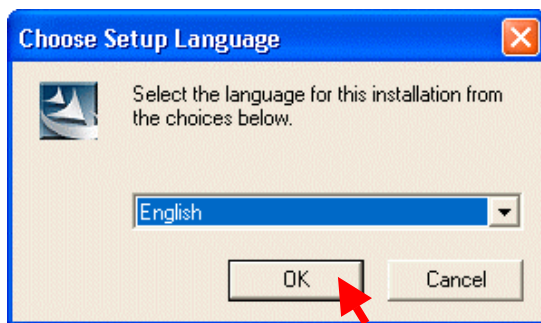 Choose Setup Language
Select the language for this installation from
the choices below.
English
OK
Cancel